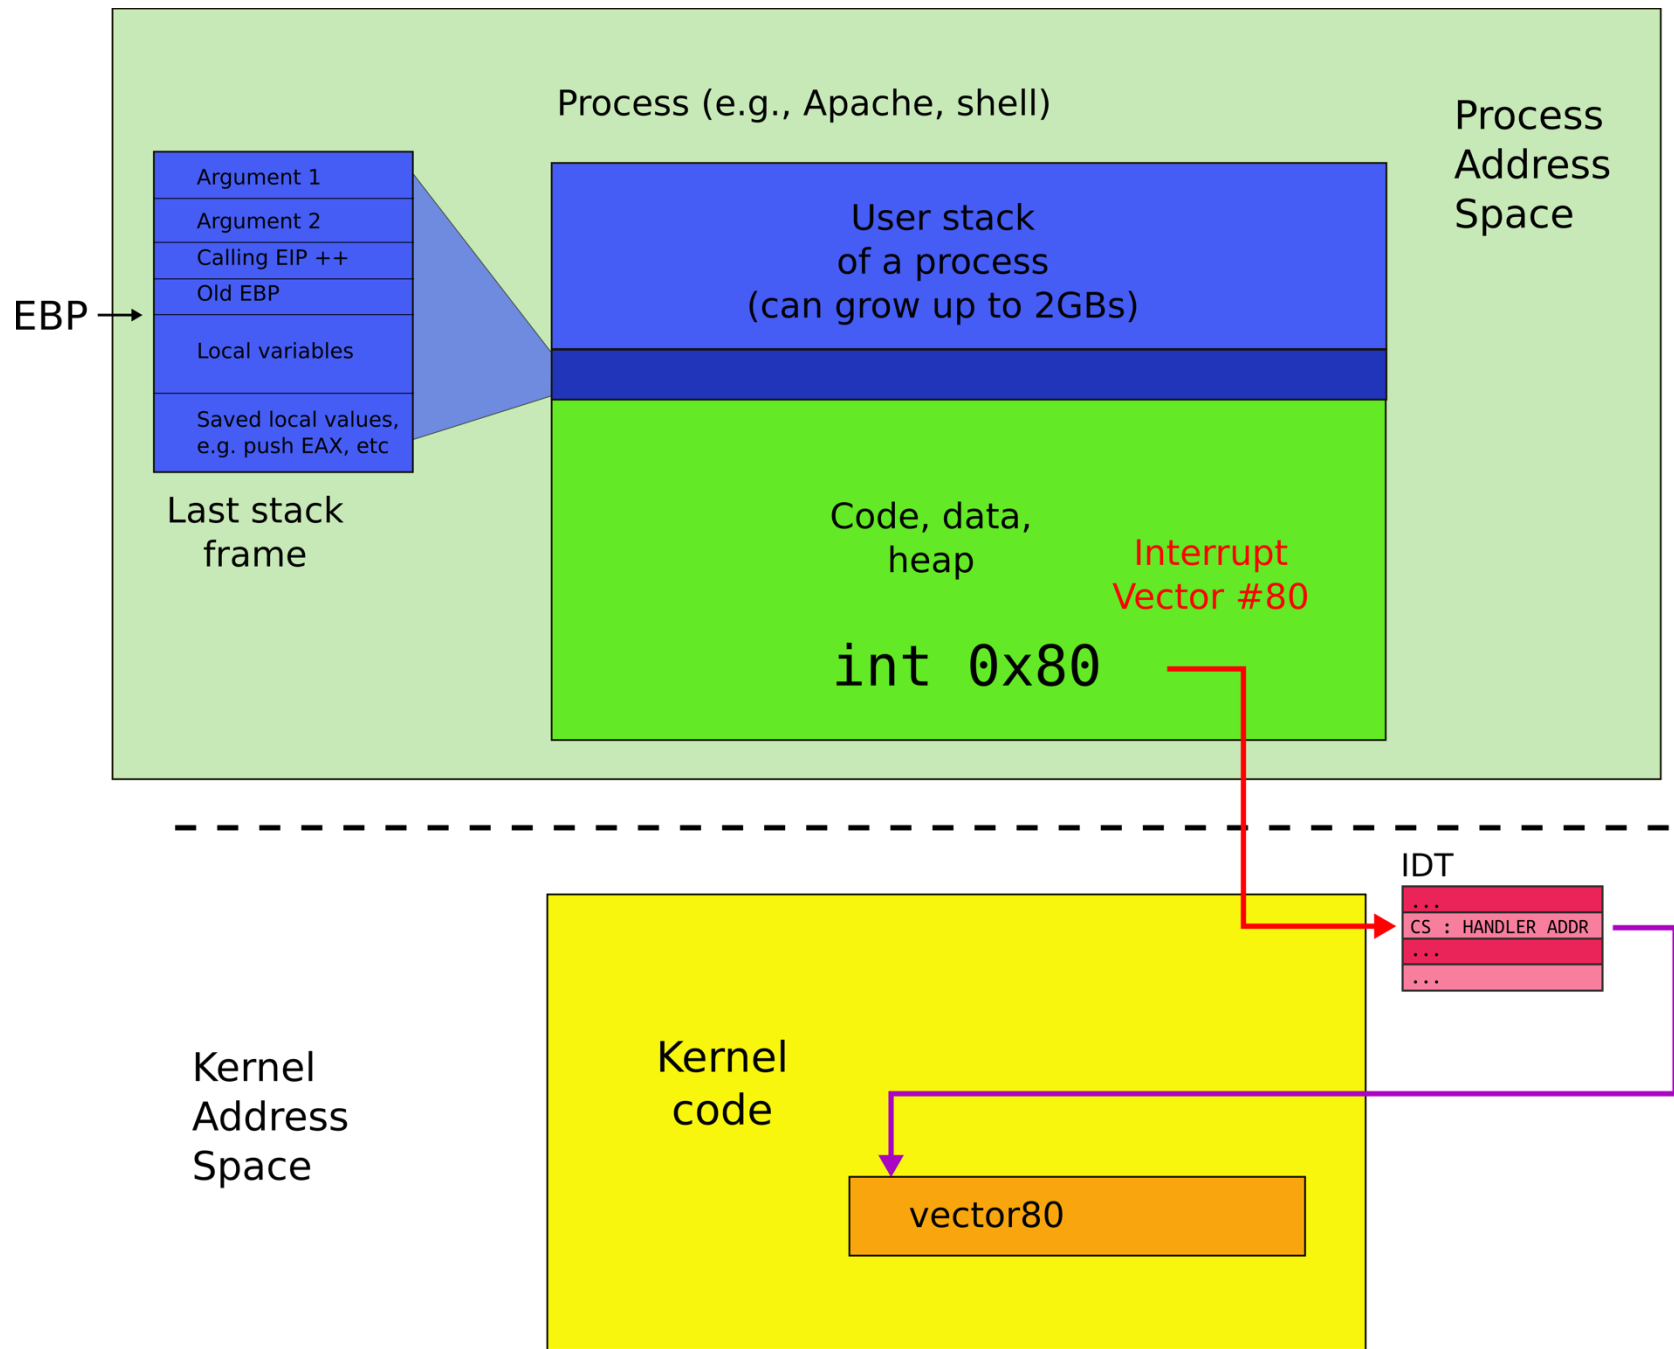 Process (e.g., Apache, shell)
Process
Address
Space
Argument 1
Argument 2
Calling EIP ++
Old EBP
EBP
Local variables
Saved local values,
e.g. push EAX, etc
Last stack
frame
User stack
of a process
(can grow up to 2GBs)
Code, data,
heap
Interrupt
Vector #80
int 0x80
IDT
...
CS : HANDLER ADDR
...
...
Kernel
Address
Space
Kernel
code
vector80